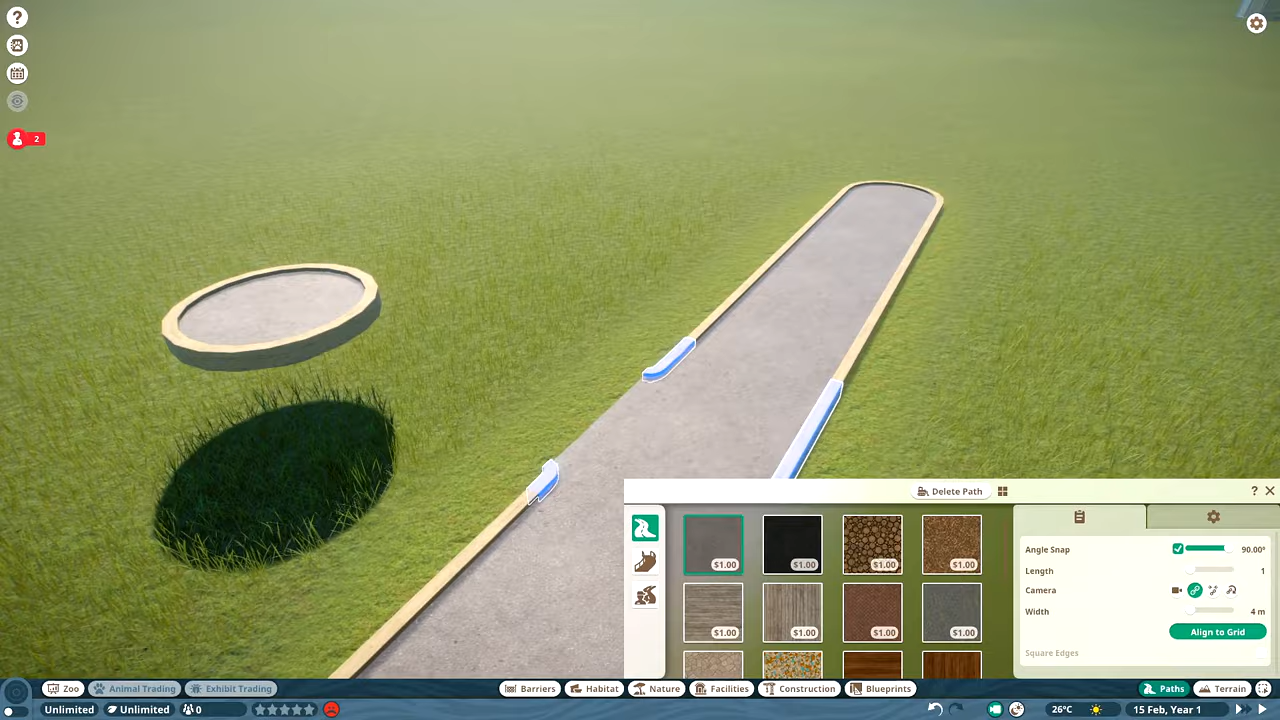 ?
2
Delete Path
?
$1.00 $1.00 $1.00 $1.00
$1.00 $1.00 $1.00 $1.00
Angle Snap 90.00°
Length 1
Camera
Width 4 m
Align to Grid
Square Edges
Zoo Animal Trading Exhibit Trading Barriers Habitat Nature Facilities Construction Blueprints Paths Terrain
Unlimited Unlimited 0 26°C 15 Feb, Year 1